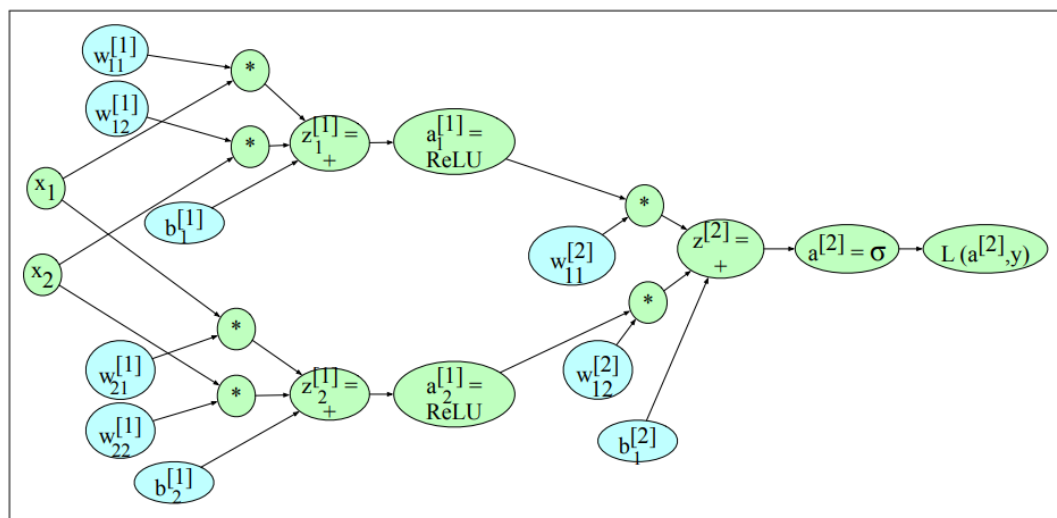 w[1]11
*
w[1]12
*
z[1]1 =
+
a[1]1 =
ReLU
x1
b[1]1
*
w[2]11
z[2] =
+
a[2] = σ
L (a[2],y)
x2
*
*
w[1]21
w[2]12
*
z[1]2 =
+
a[1]2 =
ReLU
w[1]22
b[2]1
b[1]2